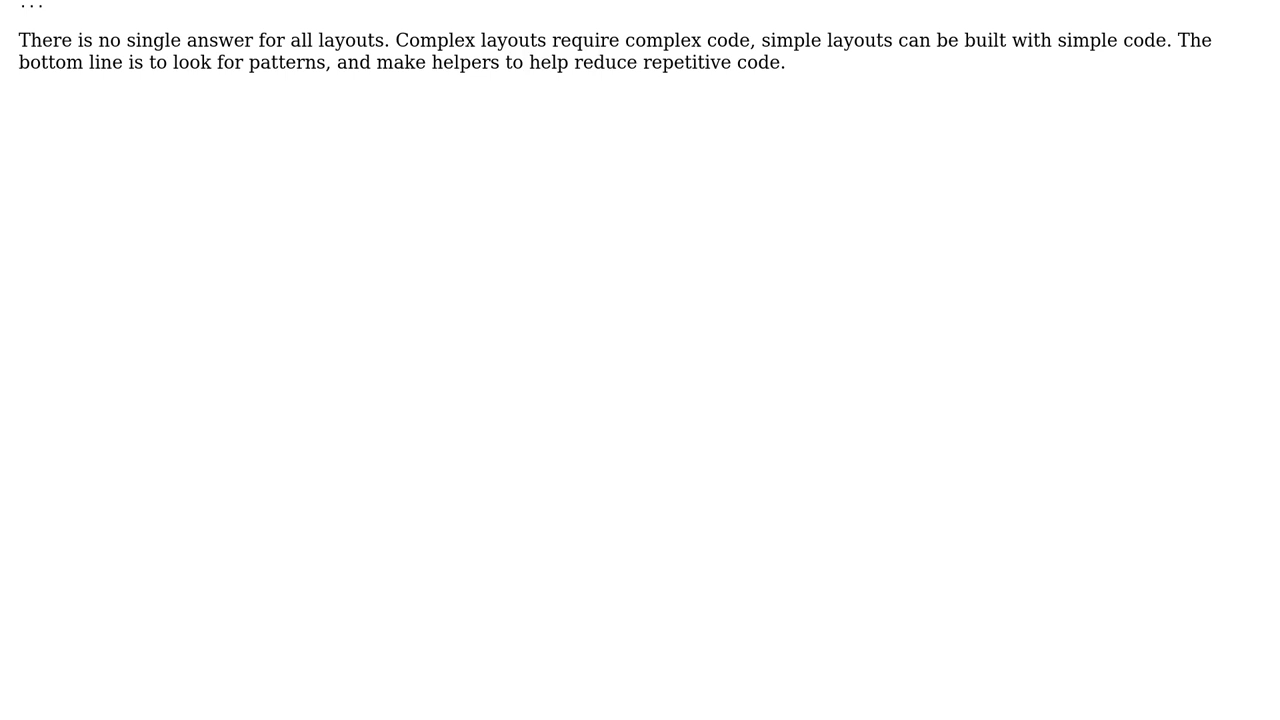 ...
There is no single answer for all layouts. Complex layouts require complex code, simple layouts can be built with simple code. The
bottom line is to look for patterns, and make helpers to help reduce repetitive code.